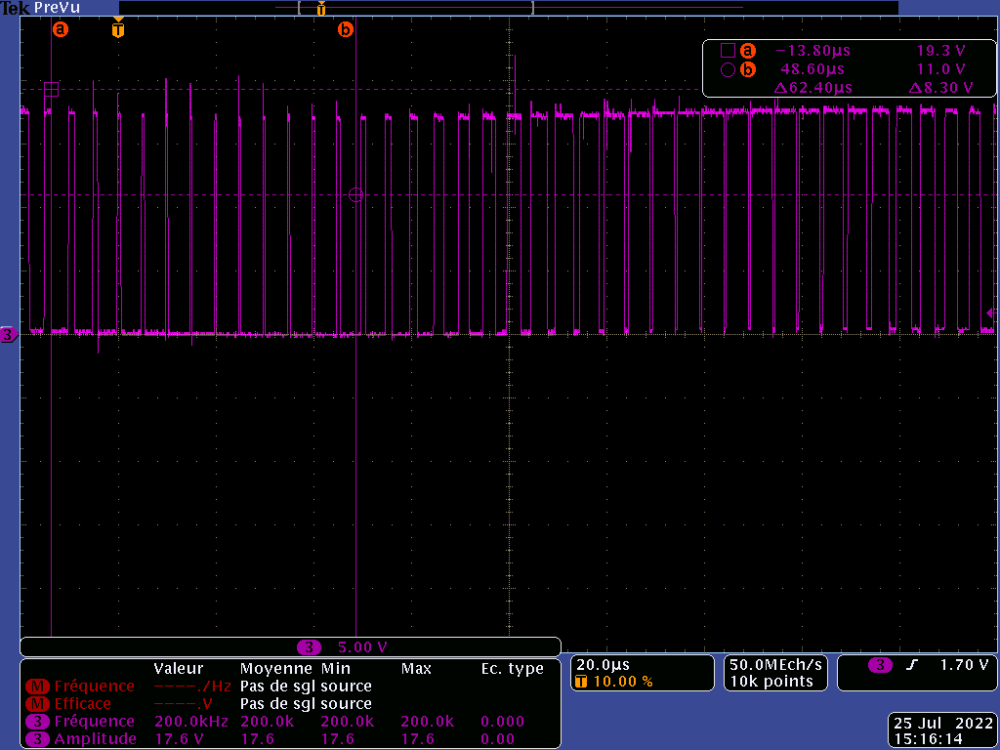 Tek PreVu
T
a
T
b
a −13.80µs 19.3 V
b 48.60µs 11.0 V
Δ62.40µs Δ8.30 V
3
3 5.00 V
Valeur Moyenne Min Max Ec. type
M Fréquence −−−−./Hz Pas de sgl source
M Efficace −−−−.V Pas de sgl source
3 Fréquence 200.0kHz 200.0k 200.0k 200.0k 0.000
3 Amplitude 17.6 V 17.6 17.6 17.6 0.00
20.0µs
T 10.00 %
50.0MEch/s
10k points
3 1.70 V
25 Jul 2022
15:16:14